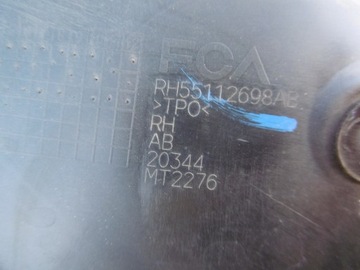 FCA
RH55112698AB
>TPO<
RH
AB
20344
MT2276